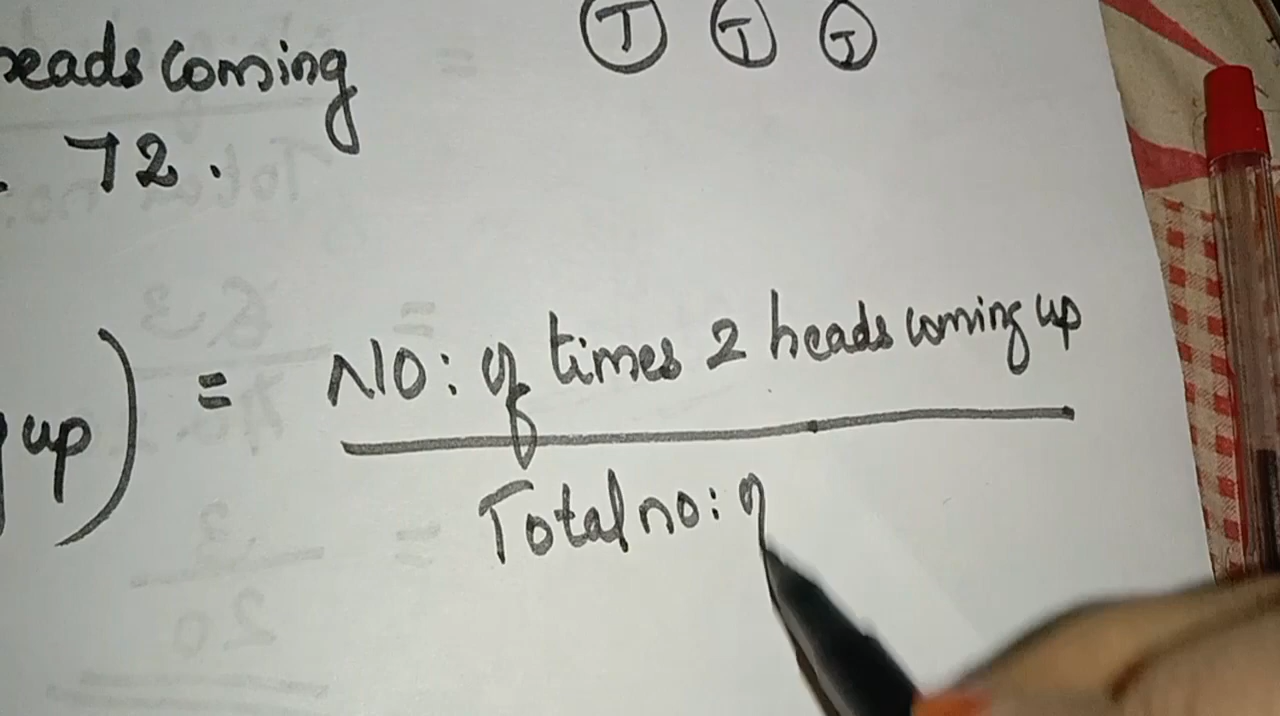 T T T
heads coming
72.
up) = No: of times 2 heads coming up
Total no: of